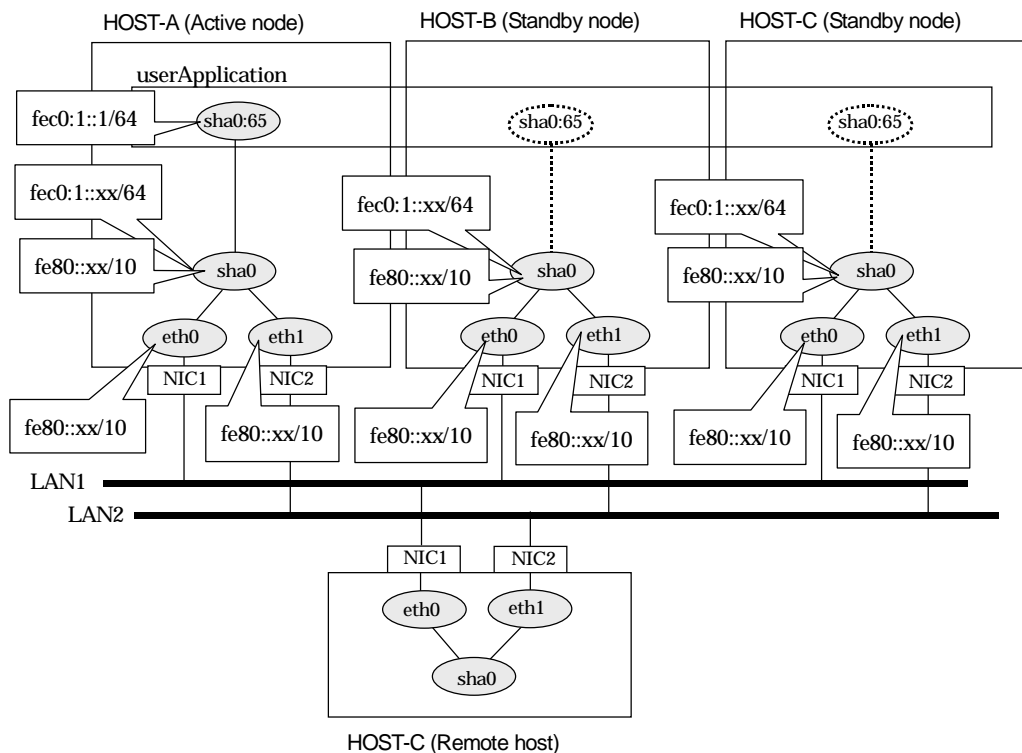 HOST-A (Active node)
HOST-B (Standby node)
HOST-C (Standby node)
userApplication
fec0:1::1/64
sha0:65
sha0:65
sha0:65
fec0:1::xx/64
fec0:1::xx/64
fec0:1::xx/64
fe80::xx/10
sha0
fe80::xx/10
sha0
fe80::xx/10
sha0
eth0
eth1
eth0
eth1
eth0
eth1
NIC1
NIC2
NIC1
NIC2
NIC1
NIC2
fe80::xx/10
fe80::xx/10
fe80::xx/10
fe80::xx/10
fe80::xx/10
fe80::xx/10
LAN1
LAN2
NIC1
NIC2
eth0
eth1
sha0
HOST-C (Remote host)